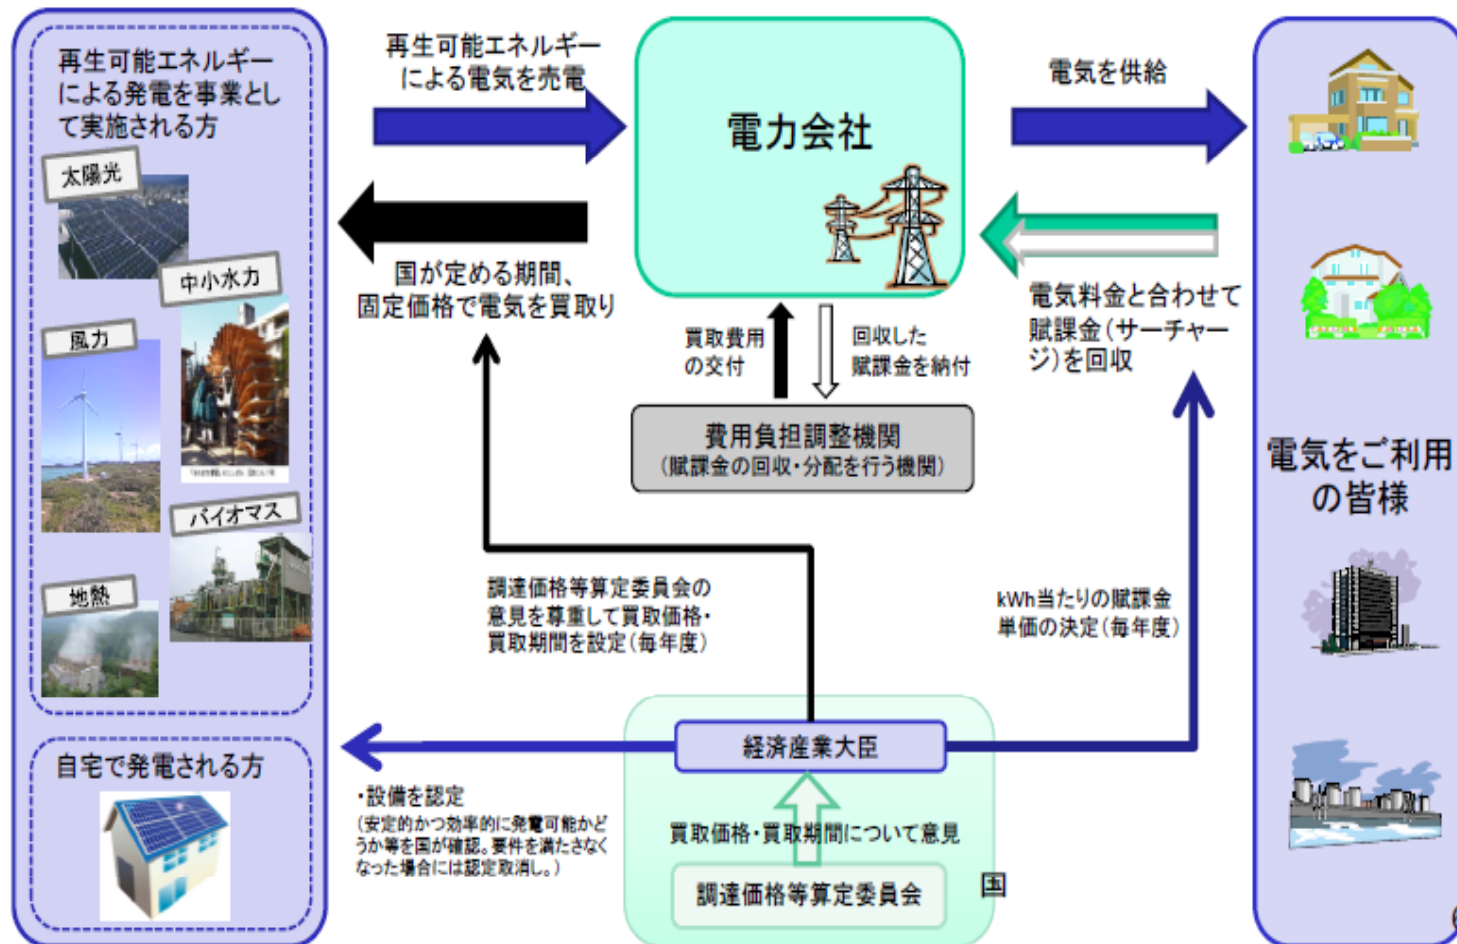 再生可能エネルギー
による発電を事業とし
て実施される方
太陽光
中小水力
風力
バイオマス
地熱
自宅で発電される方
再生可能エネルギー
による電気を売電
国が定める期間、
固定価格で電気を買取り
電力会社
電気を供給
電気料金と合わせて
賦課金(サーチャー
ジ)を回収
買取費用
の交付
回収した
賦課金を納付
費用負担調整機関
(賦課金の回収・分配を行う機関)
電気をご利用
の皆様
調達価格等算定委員会の
意見を尊重して買取価格・
買取期間を設定(毎年度)
kWh当たりの賦課金
単価の決定(毎年度)
経済産業大臣
・設備を認定
(安定的かつ効率的に発電可能かど
うか等を国が確認。要件を満たさなく
なった場合には認定取消し。)
買取価格・買取期間について意見
調達価格等算定委員会
国